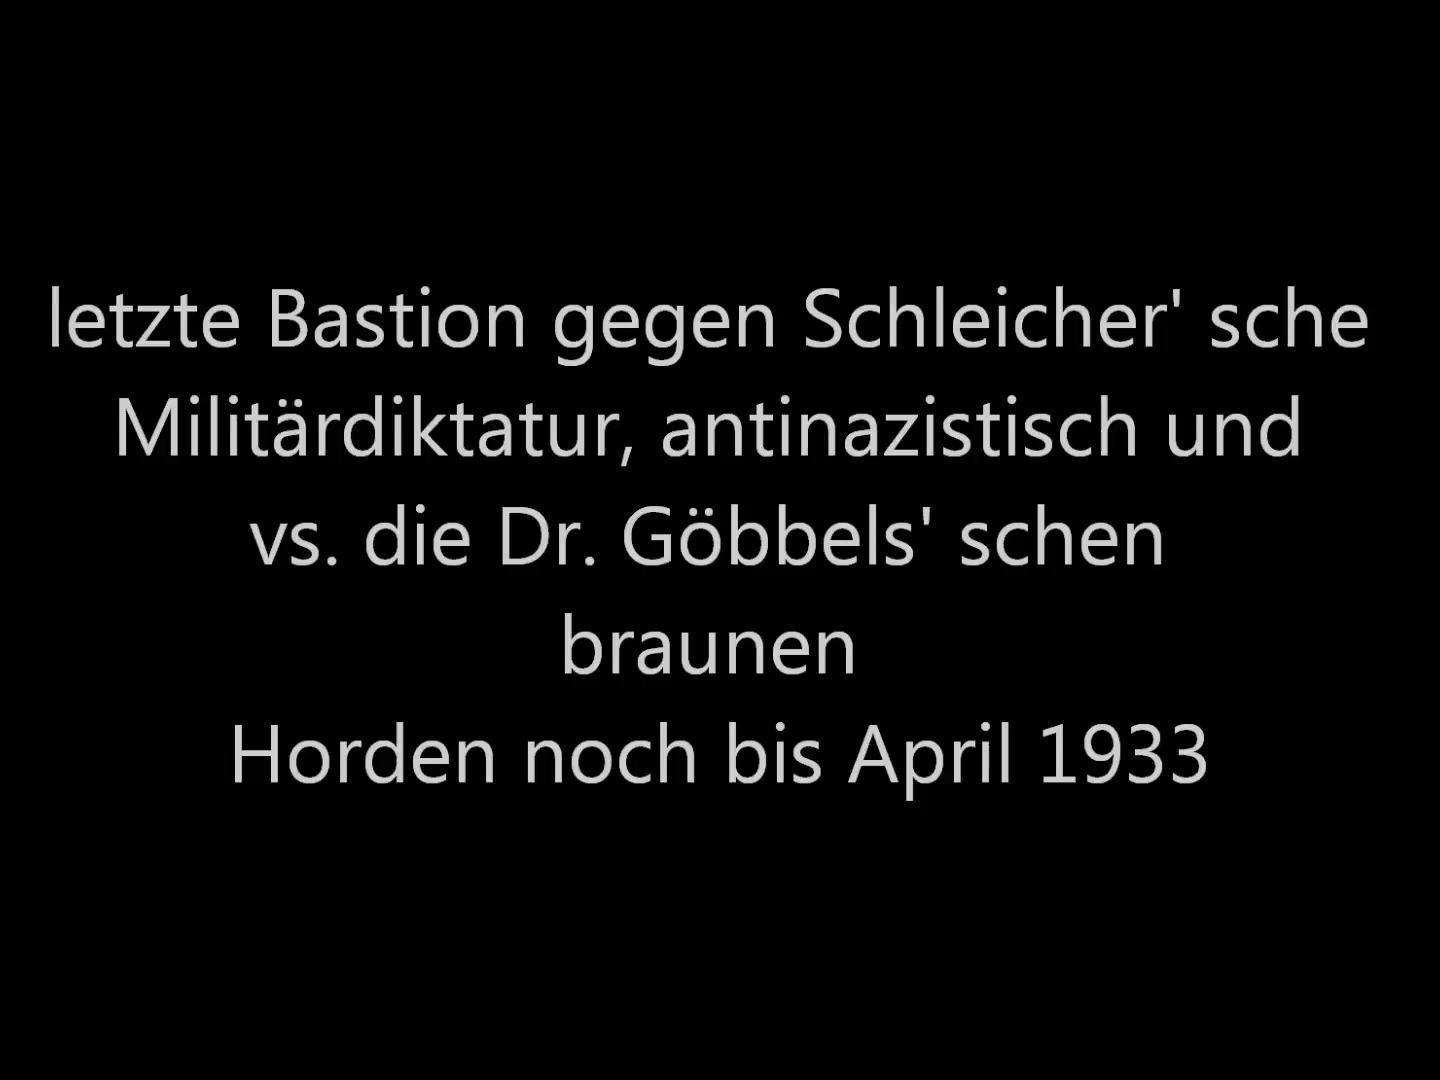 letzte Bastion gegen Schleicher' sche
Militärdiktatur, antinazistisch und
vs. die Dr. Göbbels' schen
braunen
Horden noch bis April 1933